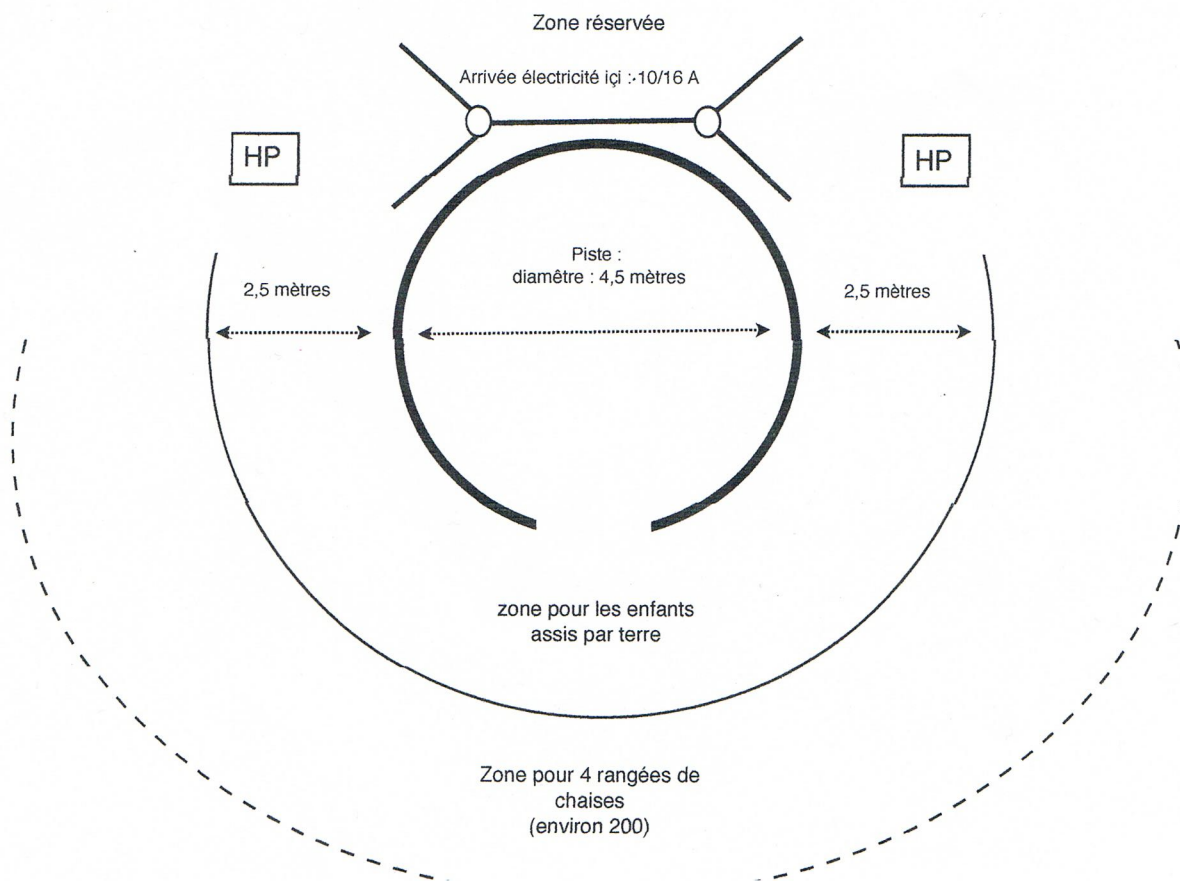 Zone réservée
Arrivée électricité içi :·10/16 A
HP
HP
Piste :
diamêtre : 4,5 mètres
2,5 mètres
2,5 mètres
zone pour les enfants
assis par terre
Zone pour 4 rangées de
chaises
(environ 200)